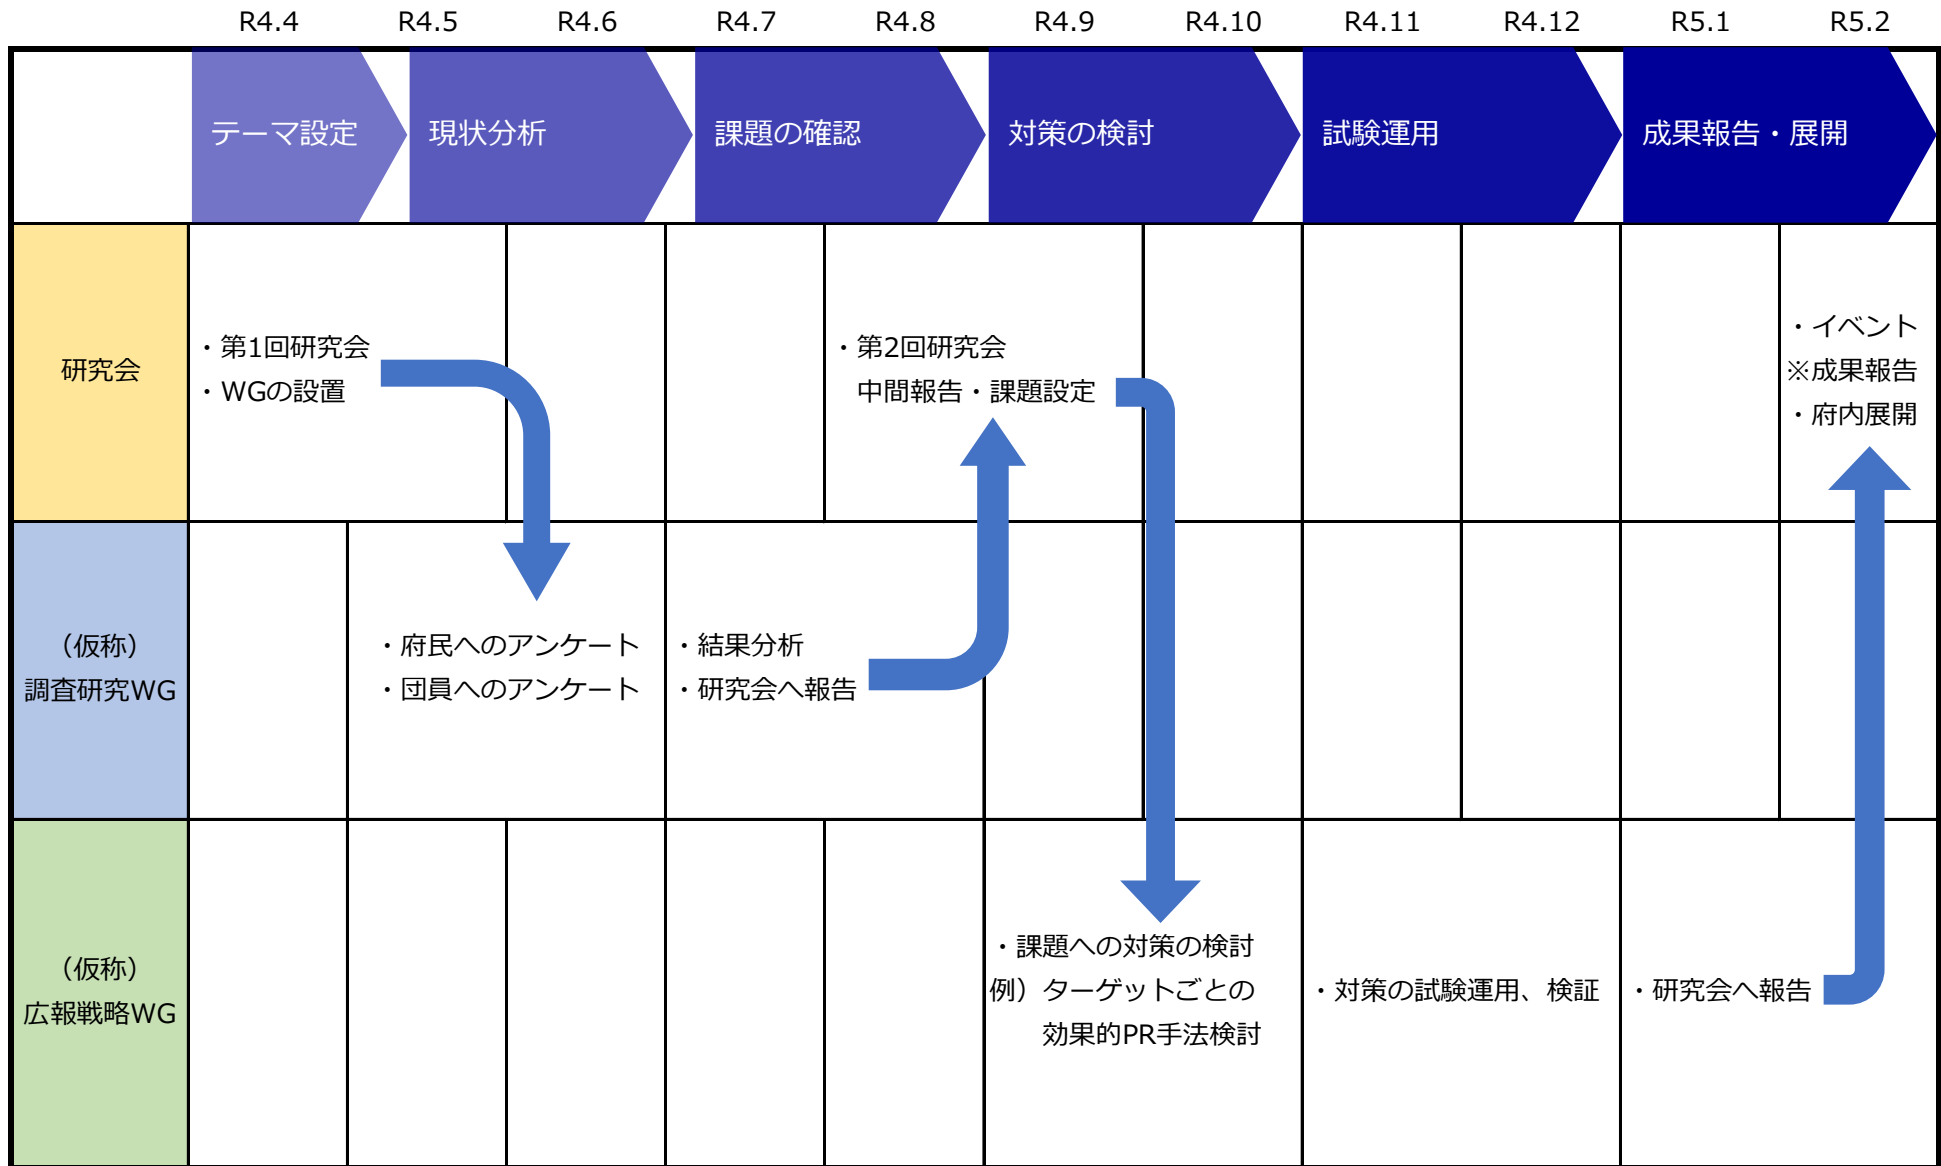 R4.4 R4.5 R4.6 R4.7 R4.8 R4.9 R4.10 R4.11 R4.12 R5.1 R5.2
テーマ設定 現状分析 課題の確認 対策の検討 試験運用 成果報告・展開
研究会
・第1回研究会
・WGの設置
・第2回研究会
中間報告・課題設定
・イベント
※成果報告
・府内展開
（仮称）
調査研究WG
・府民へのアンケート
・団員へのアンケート
・結果分析
・研究会へ報告
（仮称）
広報戦略WG
・課題への対策の検討
例）ターゲットごとの
効果的PR手法検討
・対策の試験運用、検証
・研究会へ報告